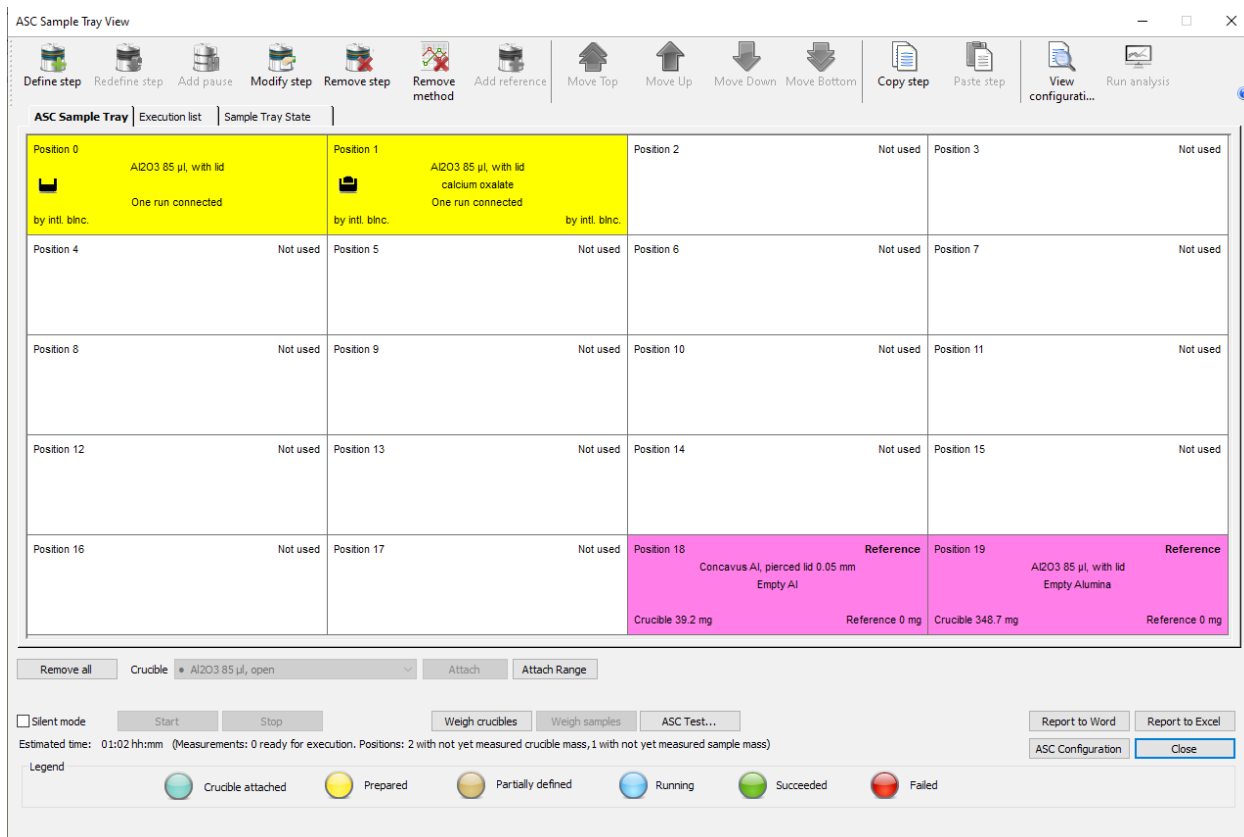 ASC Sample Tray View
Define step Redefine step Add pause Modify step Remove step Remove method Add reference Move Top Move Up Move Down Move Bottom Copy step Paste step View configurati... Run analysis
ASC Sample Tray Execution list Sample Tray State
Position 0
Al2O3 85 µl, with lid
One run connected
by intl. blnc.
Position 1
Al2O3 85 µl, with lid
calcium oxalate
One run connected
by intl. blnc. by intl. blnc.
Position 2 Not used
Position 3 Not used
Position 4 Not used
Position 5 Not used
Position 6 Not used
Position 7 Not used
Position 8 Not used
Position 9 Not used
Position 10 Not used
Position 11 Not used
Position 12 Not used
Position 13 Not used
Position 14 Not used
Position 15 Not used
Position 16 Not used
Position 17 Not used
Position 18 Reference
Concavus Al, pierced lid 0.05 mm
Empty Al
Crucible 39.2 mg Reference 0 mg
Position 19 Reference
Al2O3 85 µl, with lid
Empty Alumina
Crucible 348.7 mg Reference 0 mg
Remove all Crucible Al2O3 85 µl, open Attach Attach Range
Silent mode Start Stop Weigh crucibles Weigh samples ASC Test... Report to Word Report to Excel
Estimated time: 01:02 hh:mm (Measurements: 0 ready for execution. Positions: 2 with not yet measured crucible mass,1 with not yet measured sample mass)
ASC Configuration Close
Legend
Crucible attached Prepared Partially defined Running Succeeded Failed